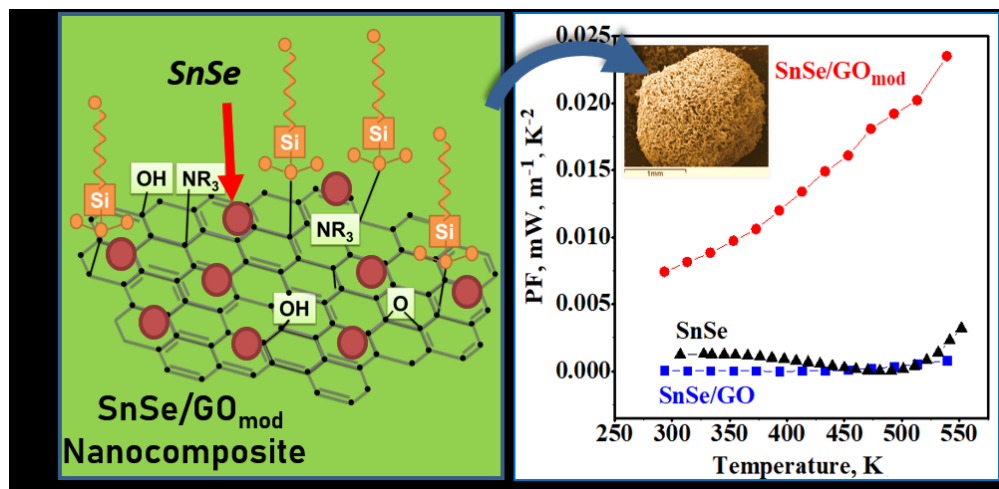 SnSe
Si
Si
Si
Si
OH
NR3
NR3
OH
O
SnSe/GOmod
Nanocomposite
PF, mW, m-1, K-2
0.025
0.020
0.015
0.010
0.005
0.000
SnSe/GOmod
1mm
SnSe
SnSe/GO
250 300 350 400 450 500 550
Temperature, K